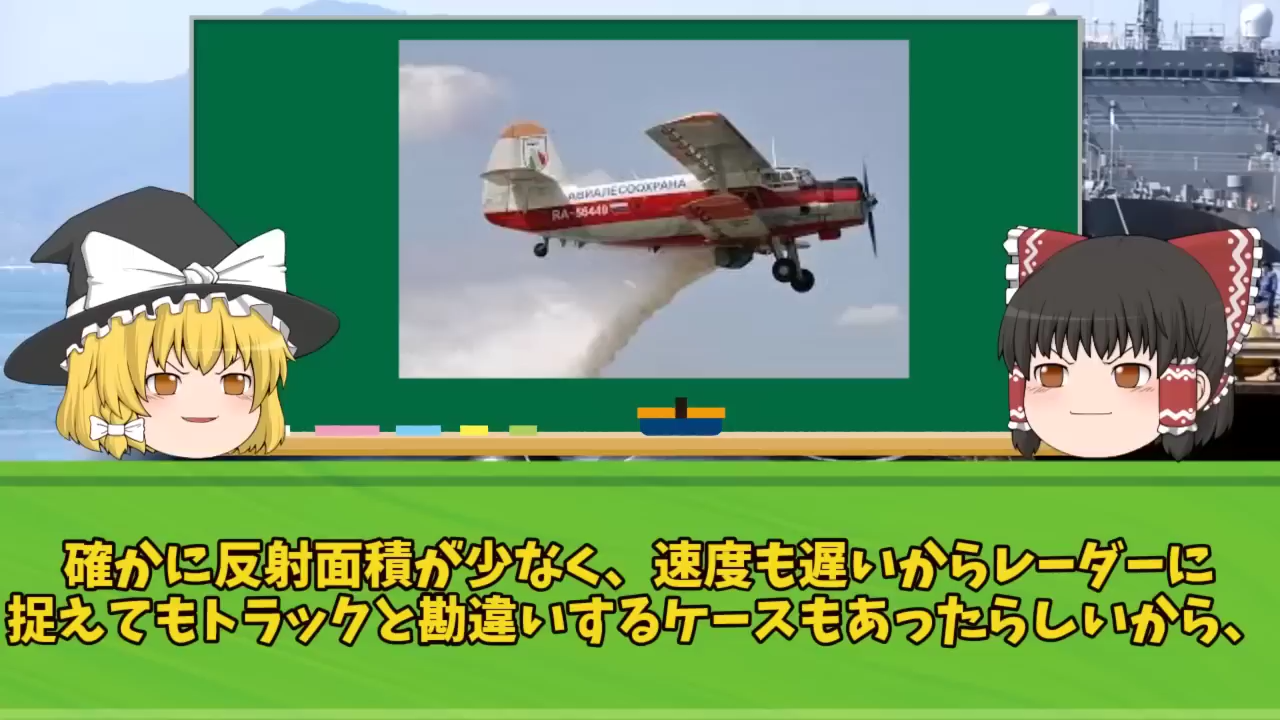 АВИАЛЕСООХРАНА
RA-56449
確かに反射面積が少なく、速度も遅いからレーダーに
捉えてもトラックと勘違いするケースもあったらしいから、